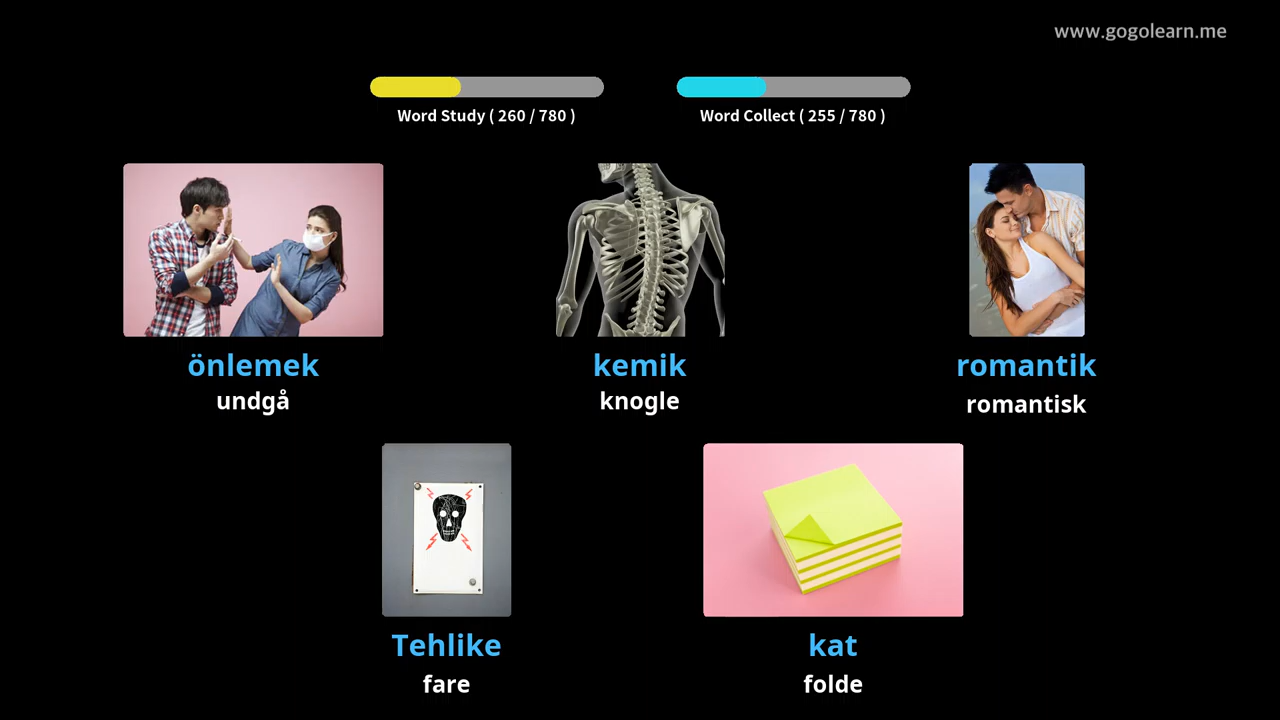 www.gogolearn.me
Word Study ( 260 / 780 )
Word Collect ( 255 / 780 )
önlemek
undgå
kemik
knogle
romantik
romantisk
Tehlike
fare
kat
folde